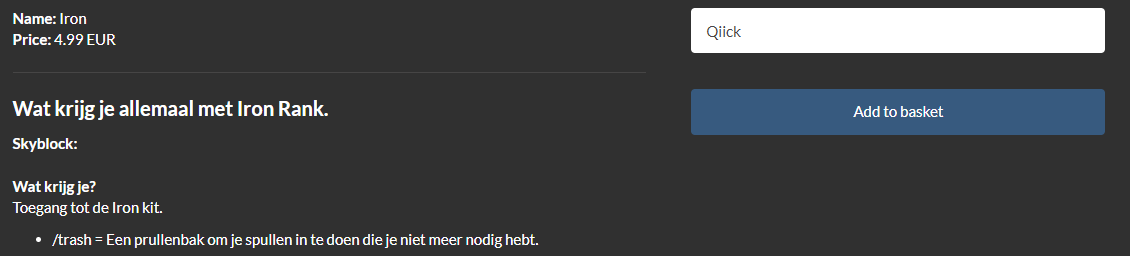 Name: Iron
Price: 4.99 EUR
Qiick
Add to basket
Wat krijg je allemaal met Iron Rank.
Skyblock:
Wat krijg je?
Toegang tot de Iron kit.
• /trash = Een prullenbak om je spullen in te doen die je niet meer nodig hebt.